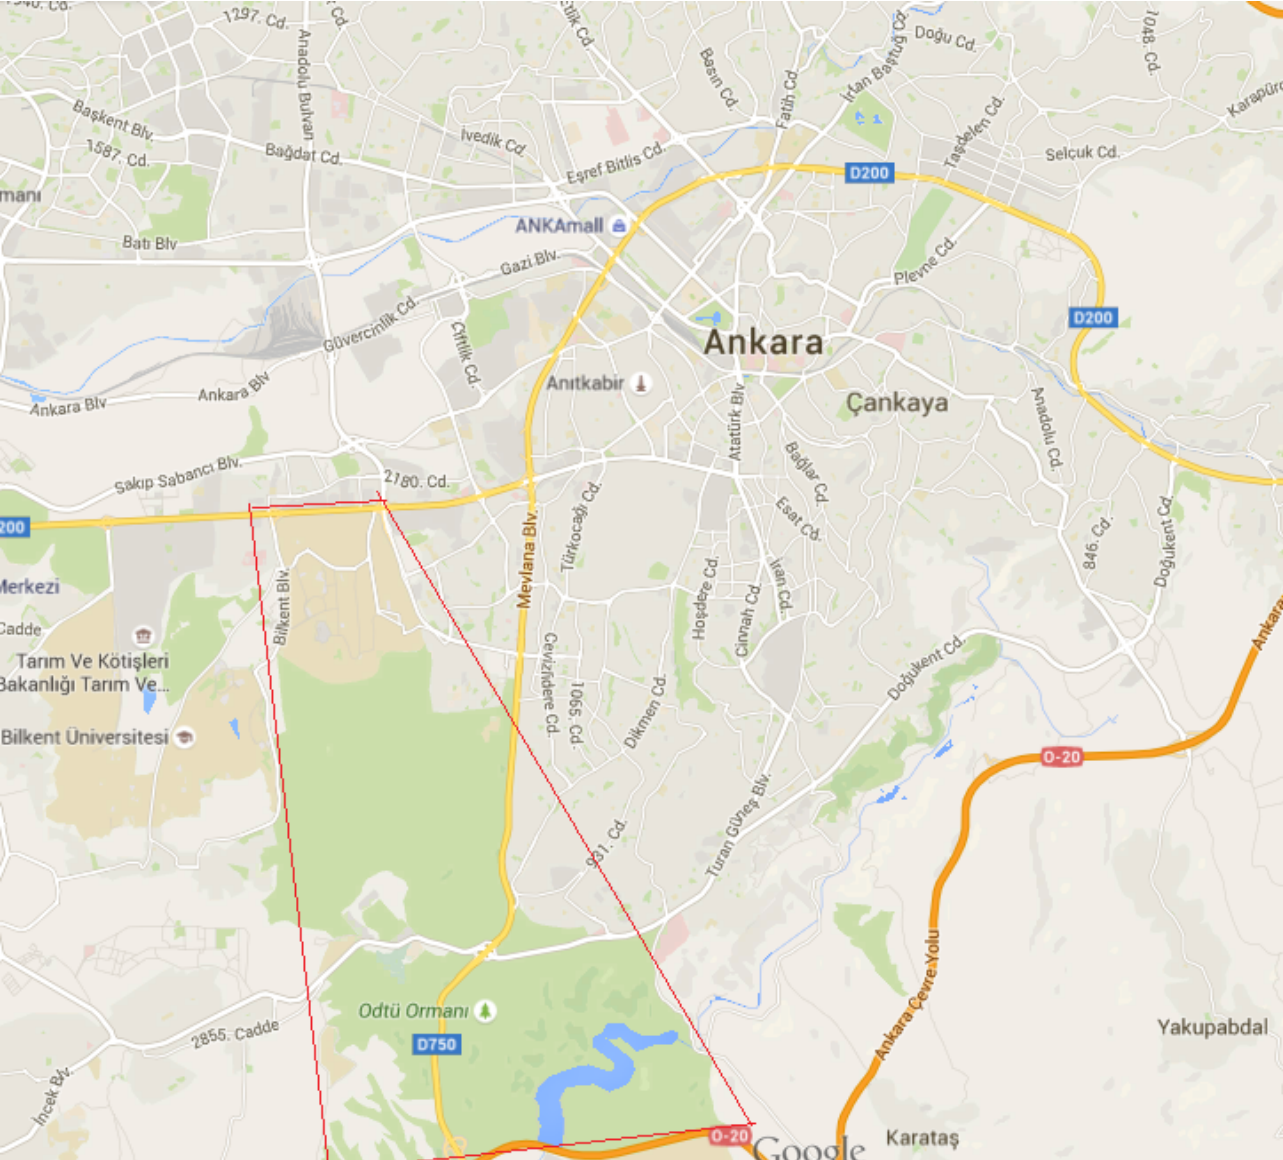 1297. Cd.
Etlik Cd.
Basın Cd.
Fatih Cd.
İrfan Baştuğ Cd.
Doğu Cd.
1048. Cd.
Anadolu Bulvarı
Başkent Blv.
1587. Cd.
Bağdat Cd.
İvedik Cd.
Eşref Bitlis Cd.
D200
Taşdelen Cd.
Selçuk Cd.
ANKAmall
Batı Blv
Gazi Blv.
Plevne Cd.
Güvercinlik Cd.
Çiftlik Cd.
D200
Ankara
Ankara Blv
Ankara Blv
Anıtkabir
Çankaya
Atatürk Blv
Anadolu Cd.
Sakıp Sabancı Blv.
2180. Cd.
Bağlar Cd.
Esat Cd.
200
Mevlana Blv.
Türkocağı Cd.
846. Cd.
Doğukent Cd.
Merkezi
Cadde
Bilkent Blv.
Hoşdere Cd.
Cinnah Cd.
İran Cd.
Ankara
Tarım Ve Kötişleri
Bakanlığı Tarım Ve...
Cevizlidere Cd.
1065. Cd.
Dikmen Cd.
Doğukent Cd.
Bilkent Üniversitesi
O-20
931. Cd.
Turan Güneş Blv.
Ankara Çevre Yolu
Odtü Ormanı
D750
2855. Cadde
Yakupabdal
İncek Blv.
O-20
Google
Karataş